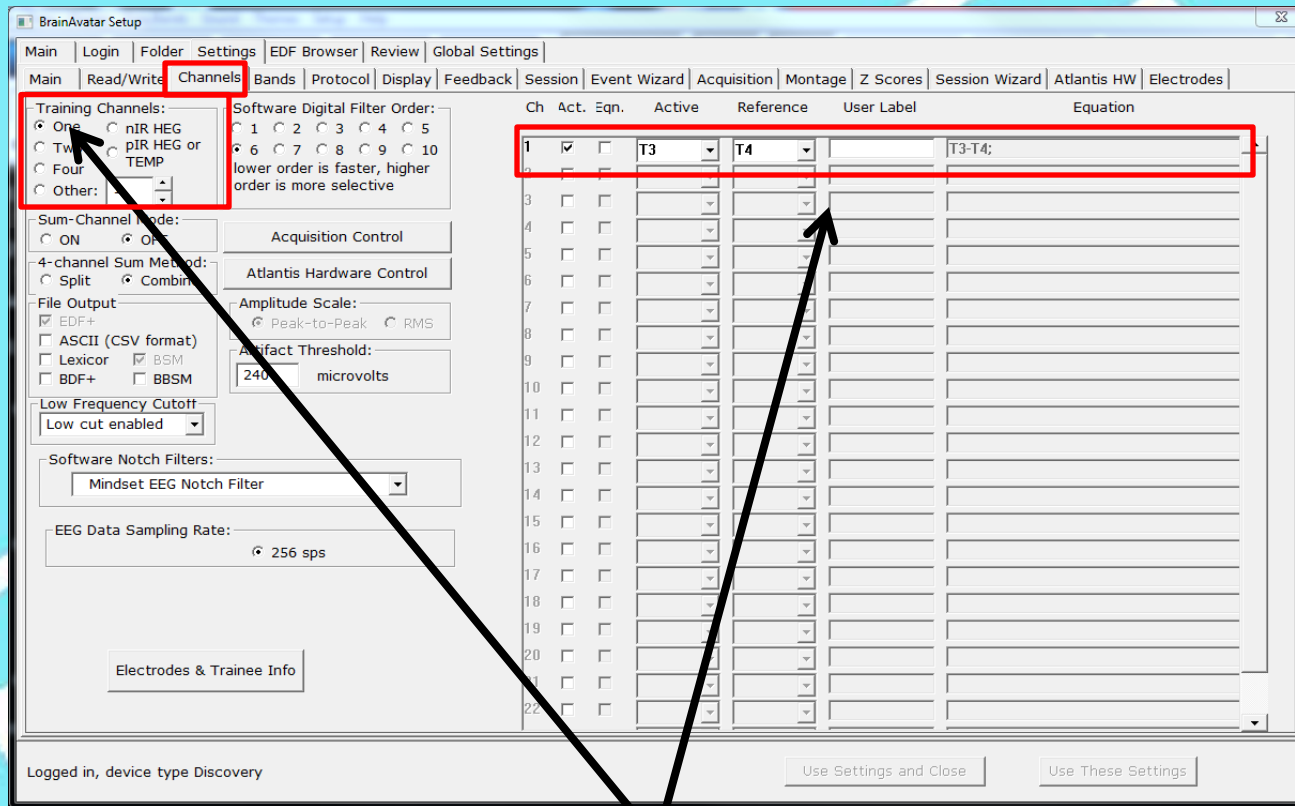 BrainAvatar Setup
Main Login Folder Settings EDF Browser Review Global Settings
Main Read/Write Channels Bands Protocol Display Feedback Session Event Wizard Acquisition Montage Z Scores Session Wizard Atlantis HW Electrodes
Training Channels:
One nIR HEG
Two pIR HEG or TEMP
Four
Other:
Software Digital Filter Order:
1 2 3 4 5
6 7 8 9 10
lower order is faster, higher
order is more selective
Sum-Channel Mode:
ON OFF
Acquisition Control
4-channel Sum Method:
Split Combine
Atlantis Hardware Control
File Output
EDF+
ASCII (CSV format)
Lexicor BSM
BDF+ BBSM
Amplitude Scale:
Peak-to-Peak RMS
Artifact Threshold:
240 microvolts
Low Frequency Cutoff
Low cut enabled
Software Notch Filters:
Mindset EEG Notch Filter
EEG Data Sampling Rate:
256 sps
Electrodes & Trainee Info
Ch Act. Eqn. Active Reference User Label Equation
1 T3 T4 T3-T4;
2
3
4
5
6
7
8
9
10
11
12
13
14
15
16
17
18
19
20
21
22
Logged in, device type Discovery
Use Settings and Close
Use These Settings